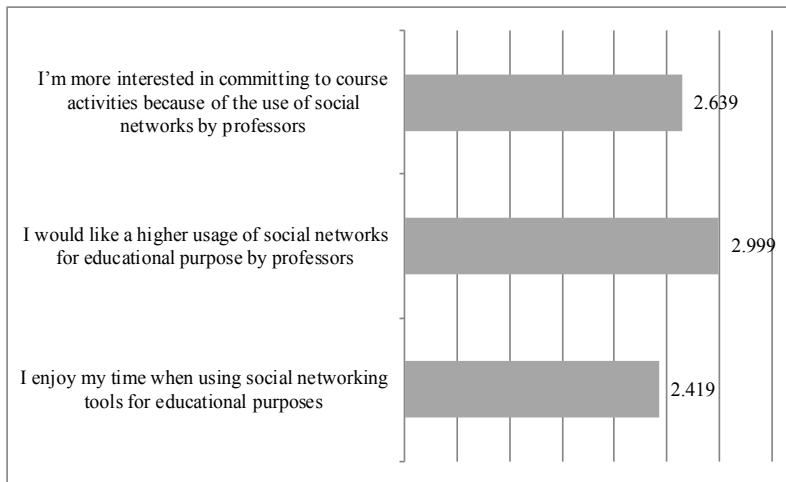 I’m more interested in committing to course
activities because of the use of social
networks by professors
2.639
I would like a higher usage of social networks
for educational purpose by professors
2.999
I enjoy my time when using social networking
tools for educational purposes
2.419